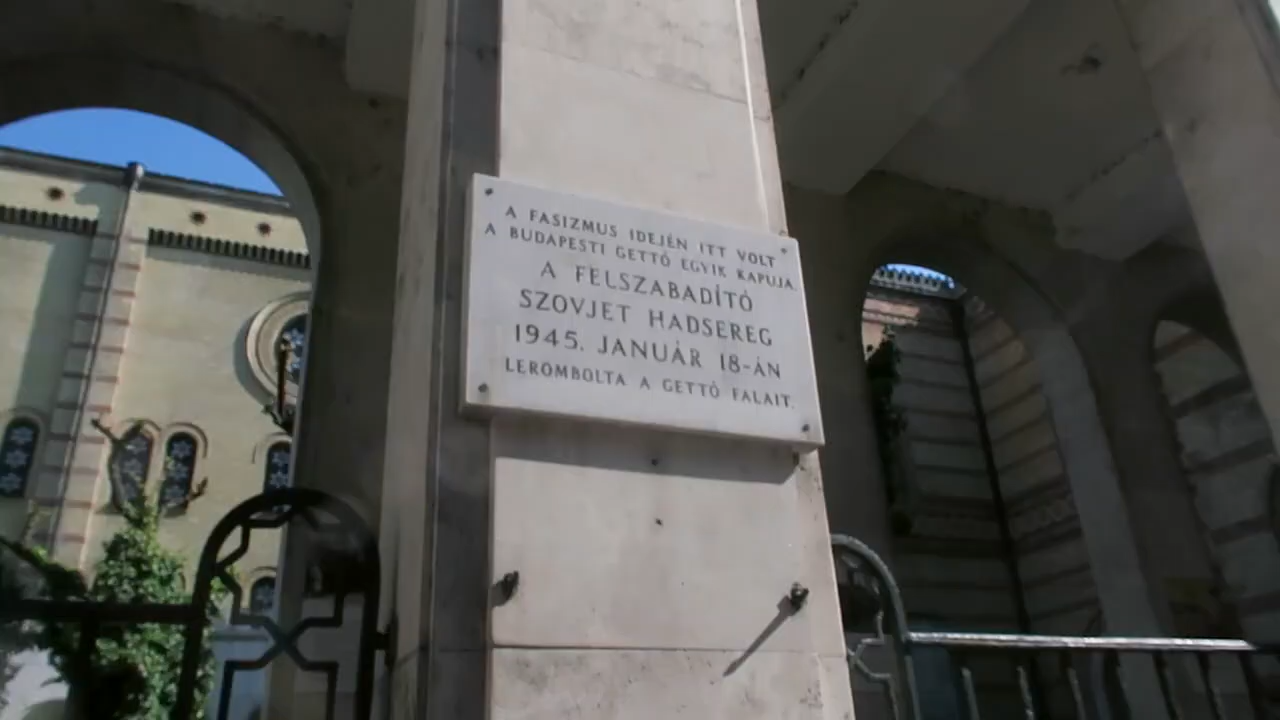 A FASIZMUS IDEJÉN ITT VOLT
A BUDAPESTI GETTÓ EGYIK KAPUJA.
A FELSZABADÍTÓ
SZOVJET HADSEREG
1945. JANUÁR 18-ÁN
LEROMBOLTA A GETTÓ FALAIT.